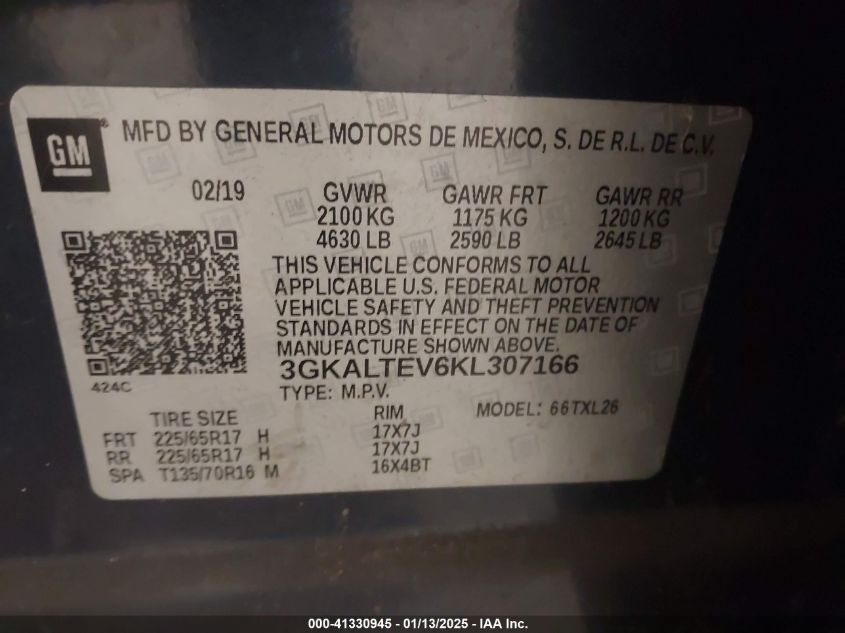 GM ® MFD BY GENERAL MOTORS DE MEXICO, S. DE R.L. DE C.V.
02/19 GVWR GAWR FRT GAWR RR
2100 KG 1175 KG 1200 KG
4630 LB 2590 LB 2645 LB
THIS VEHICLE CONFORMS TO ALL
APPLICABLE U.S. FEDERAL MOTOR
VEHICLE SAFETY AND THEFT PREVENTION
STANDARDS IN EFFECT ON THE DATE OF
MANUFACTURE SHOWN ABOVE.
3GKALTEV6KL307166
424C TYPE: M.P.V.
TIRE SIZE RIM MODEL: 66TXL26
FRT 225/65R17 H 17X7J
RR 225/65R17 H 17X7J
SPA T135/70R16 M 16X4BT
000-41330945 - 01/13/2025 - IAA Inc.